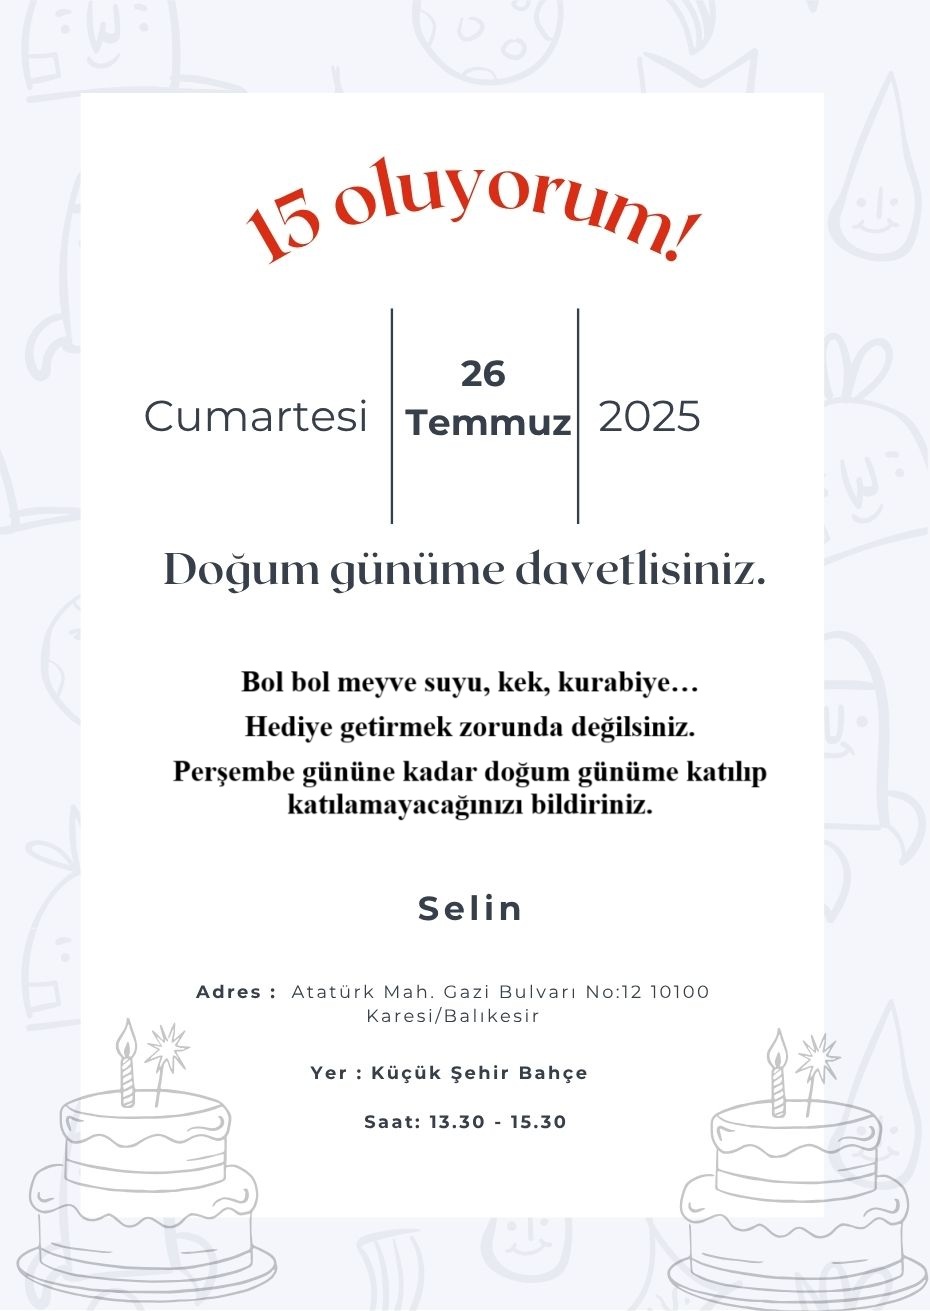 15 oluyorum!
Cumartesi
26
Temmuz
2025
Doğum günüme davetlisiniz.
Bol bol meyve suyu, kek, kurabiye…
Hediye getirmek zorunda değilsiniz.
Perşembe gününe kadar doğum günüme katılıp
katılamayacağınızı bildiriniz.
Selin
Adres : Atatürk Mah. Gazi Bulvarı No:12 10100
Karesi/Balıkesir
Yer : Küçük Şehir Bahçe
Saat: 13.30 - 15.30